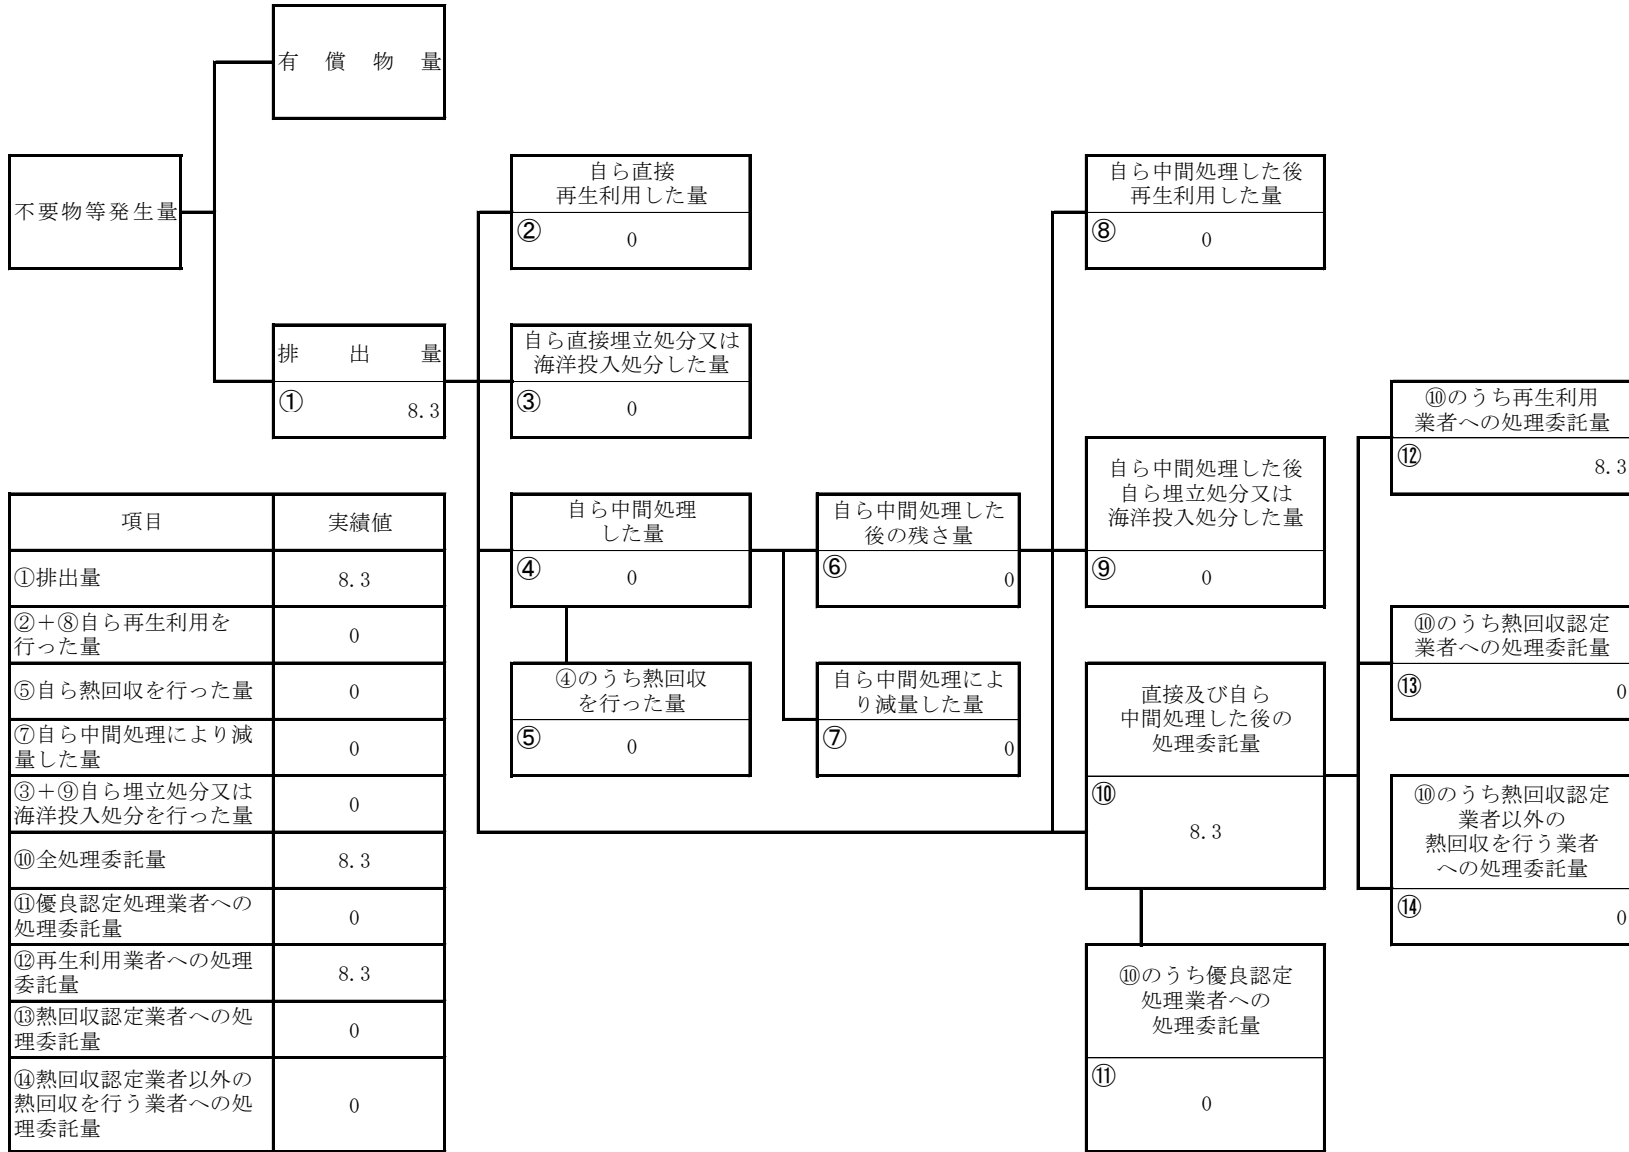 有償物量
不要物等発生量
排出量
①
8.3
自ら直接
再生利用した量
②
0
自ら直接埋立処分又は
海洋投入処分した量
③
0
自ら中間処理
した量
④
0
④のうち熱回収
を行った量
⑤
0
自ら中間処理した
後の残さ量
⑥
0
自ら中間処理によ
り減量した量
⑦
0
自ら中間処理した後
再生利用した量
⑧
0
自ら中間処理した後
自ら埋立処分又は
海洋投入処分した量
⑨
0
直接及び自ら
中間処理した後の
処理委託量
⑩
8.3
⑩のうち優良認定
処理業者への
処理委託量
⑪
0
⑩のうち再生利用
業者への処理委託量
⑫
8.3
⑩のうち熱回収認定
業者への処理委託量
⑬
0
⑩のうち熱回収認定
業者以外の
熱回収を行う業者
への処理委託量
⑭
0
項目 実績値
①排出量 8.3
②＋⑧自ら再生利用を
行った量 0
⑤自ら熱回収を行った量 0
⑦自ら中間処理により減
量した量 0
③＋⑨自ら埋立処分又は
海洋投入処分を行った量 0
⑩全処理委託量 8.3
⑪優良認定処理業者への
処理委託量 0
⑫再生利用業者への処理
委託量 8.3
⑬熱回収認定業者への処
理委託量 0
⑭熱回収認定業者以外の
熱回収を行う業者への処
理委託量 0